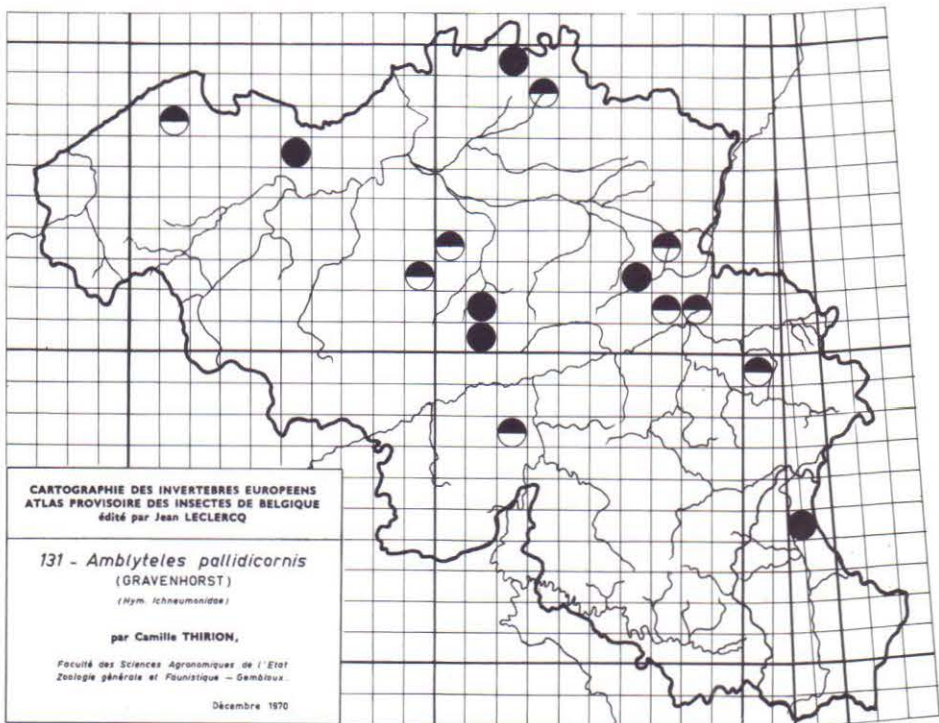 CARTOGRAPHIE DES INVERTEBRES EUROPEENS
ATLAS PROVISOIRE DES INSECTES DE BELGIQUE
édité par Jean LECLERCQ
131 - Amblyteles pallidicornis
(GRAVENHORST)
(Hym. Ichneumonidae)
par Camille THIRION,
Faculté des Sciences Agronomiques de l'Etat
Zoologie générale et Faunistique - Gembloux.
Décembre 1970